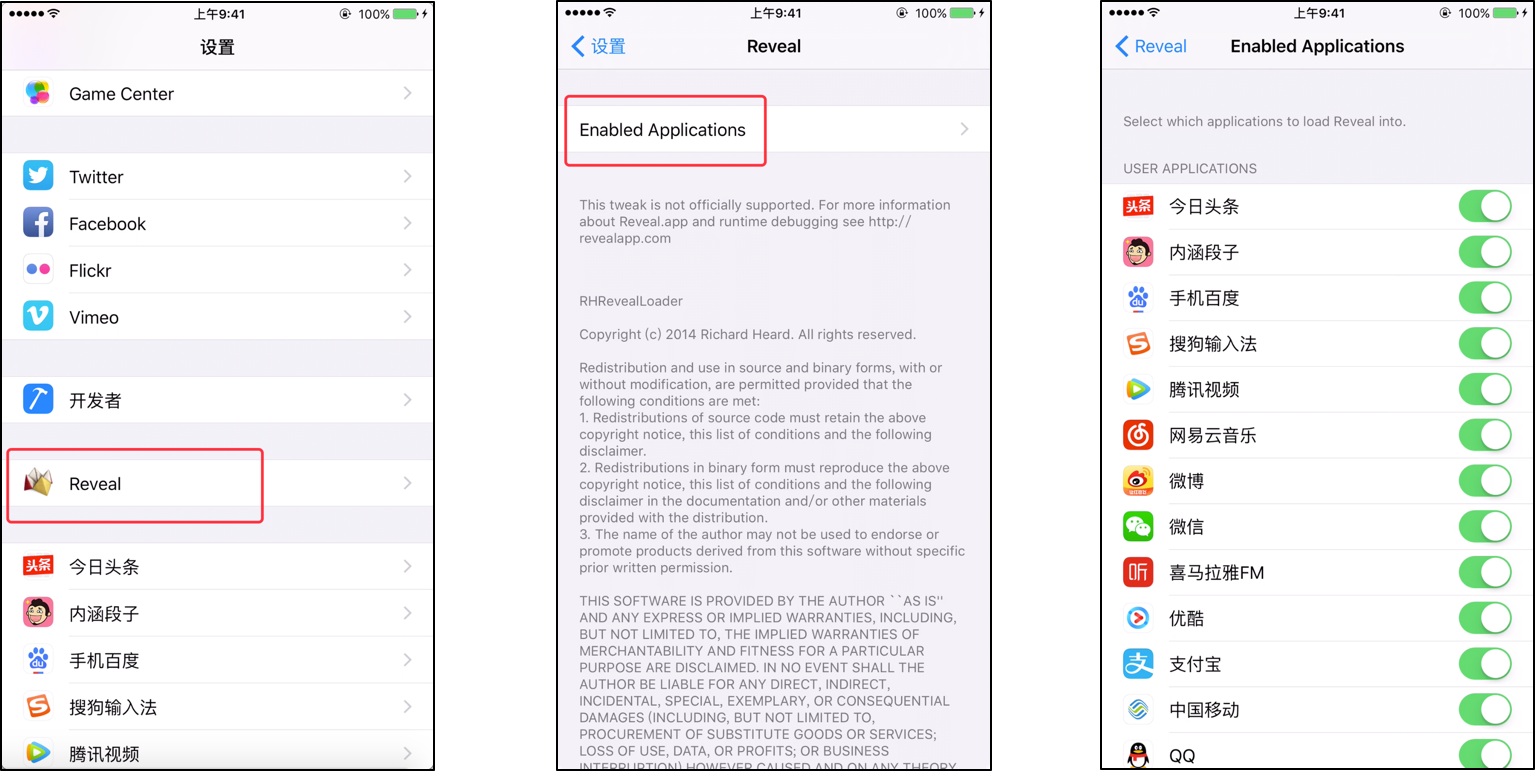 上午9:41
100%
设置
Game Center
Twitter
Facebook
Flickr
Vimeo
开发者
Reveal
头条
今日头条
内涵段子
du
手机百度
搜狗输入法
腾讯视频
上午9:41
100%
设置
Reveal
Enabled Applications
This tweak is not officially supported. For more information
about Reveal.app and runtime debugging see http://
revealapp.com
RHRevealLoader
Copyright (c) 2014 Richard Heard. All rights reserved.
Redistribution and use in source and binary forms, with or
without modification, are permitted provided that the
following conditions are met:
1. Redistributions of source code must retain the above
copyright notice, this list of conditions and the following
disclaimer.
2. Redistributions in binary form must reproduce the above
copyright notice, this list of conditions and the following
disclaimer in the documentation and/or other materials
provided with the distribution.
3. The name of the author may not be used to endorse or
promote products derived from this software without specific
prior written permission.
THIS SOFTWARE IS PROVIDED BY THE AUTHOR ``AS IS''
AND ANY EXPRESS OR IMPLIED WARRANTIES, INCLUDING,
BUT NOT LIMITED TO, THE IMPLIED WARRANTIES OF
MERCHANTABILITY AND FITNESS FOR A PARTICULAR
PURPOSE ARE DISCLAIMED. IN NO EVENT SHALL THE
AUTHOR BE LIABLE FOR ANY DIRECT, INDIRECT,
INCIDENTAL, SPECIAL, EXEMPLARY, OR CONSEQUENTIAL
DAMAGES (INCLUDING, BUT NOT LIMITED TO,
PROCUREMENT OF SUBSTITUTE GOODS OR SERVICES;
LOSS OF USE, DATA, OR PROFITS; OR BUSINESS
INTERRUPTION) HOWEVER CAUSED AND ON ANY THEORY
上午9:41
100%
Reveal
Enabled Applications
Select which applications to load Reveal into.
USER APPLICATIONS
头条
今日头条
内涵段子
du
手机百度
搜狗输入法
腾讯视频
网易云音乐
微博
微信
听
喜马拉雅FM
优酷
支
支付宝
中国移动
QQ